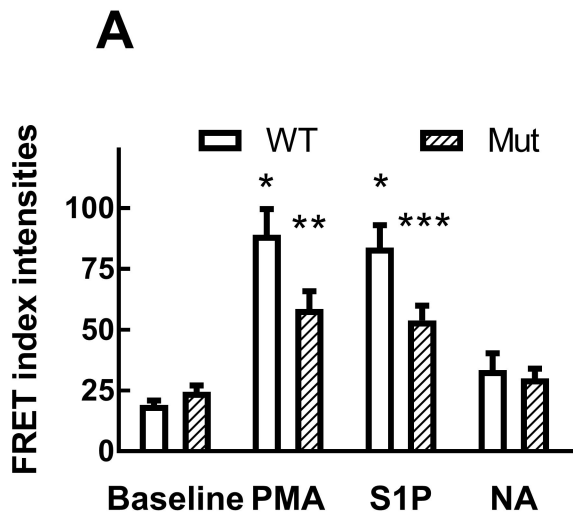 A
WT Mut
FRET index intensities
100
75
50
25
0
* ** * ***
Baseline PMA S1P NA